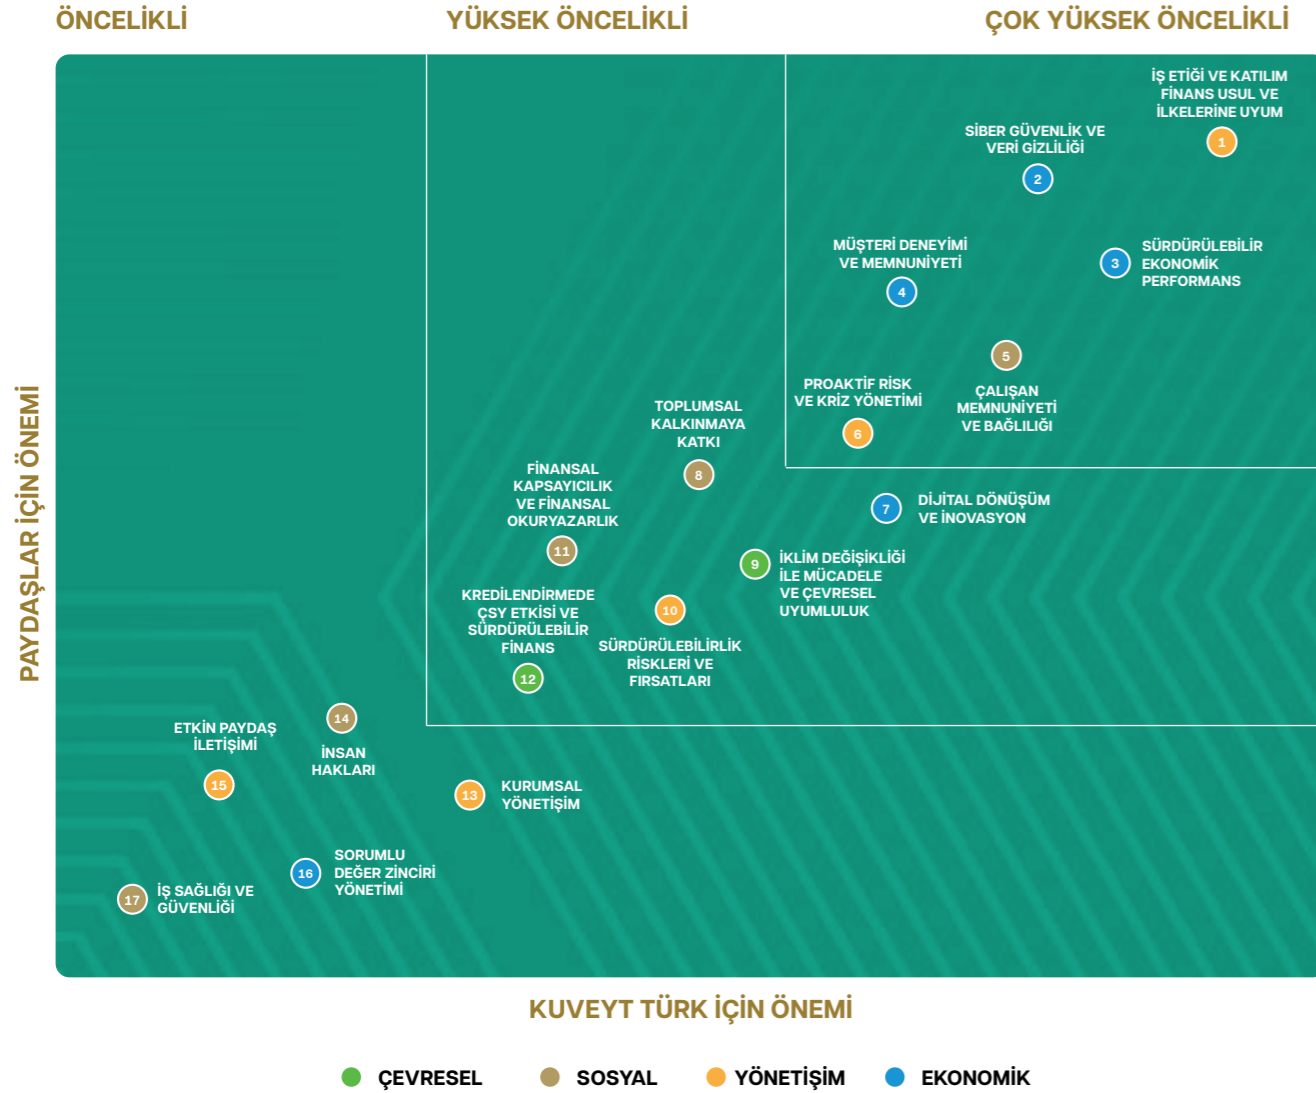 ÖNCELİKLİ
YÜKSEK ÖNCELİKLİ
ÇOK YÜKSEK ÖNCELİKLİ
PAYDAŞLAR İÇİN ÖNEMİ
İŞ ETİĞİ VE KATILIM
FİNANS USUL VE
İLKELERİNE UYUM
1
SİBER GÜVENLİK VE
VERİ GİZLİLİĞİ
2
SÜRDÜRÜLEBİLİR
EKONOMİK
PERFORMANS
3
MÜŞTERİ DENEYİMİ
VE MEMNUNİYETİ
4
5
ÇALIŞAN
MEMNUNİYETİ
VE BAĞLILIĞI
PROAKTİF RİSK
VE KRİZ YÖNETİMİ
6
7
DİJİTAL DÖNÜŞÜM
VE İNOVASYON
TOPLUMSAL
KALKINMAYA
KATKI
8
9
İKLİM DEĞİŞİKLİĞİ
İLE MÜCADELE
VE ÇEVRESEL
UYUMLULUK
10
SÜRDÜRÜLEBİLİRLİK
RİSKLERİ VE
FIRSATLARI
FİNANSAL
KAPSAYICILIK
VE FİNANSAL
OKURYAZARLIK
11
KREDİLENDİRMEDE
ÇSY ETKİSİ VE
SÜRDÜRÜLEBİLİR
FİNANS
12
13
KURUMSAL
YÖNETİŞİM
14
İNSAN
HAKLARI
ETKİN PAYDAŞ
İLETİŞİMİ
15
16
SORUMLU
DEĞER ZİNCİRİ
YÖNETİMİ
17
İŞ SAĞLIĞI VE
GÜVENLİĞİ
KUVEYT TÜRK İÇİN ÖNEMİ
ÇEVRESEL
SOSYAL
YÖNETİŞİM
EKONOMİK